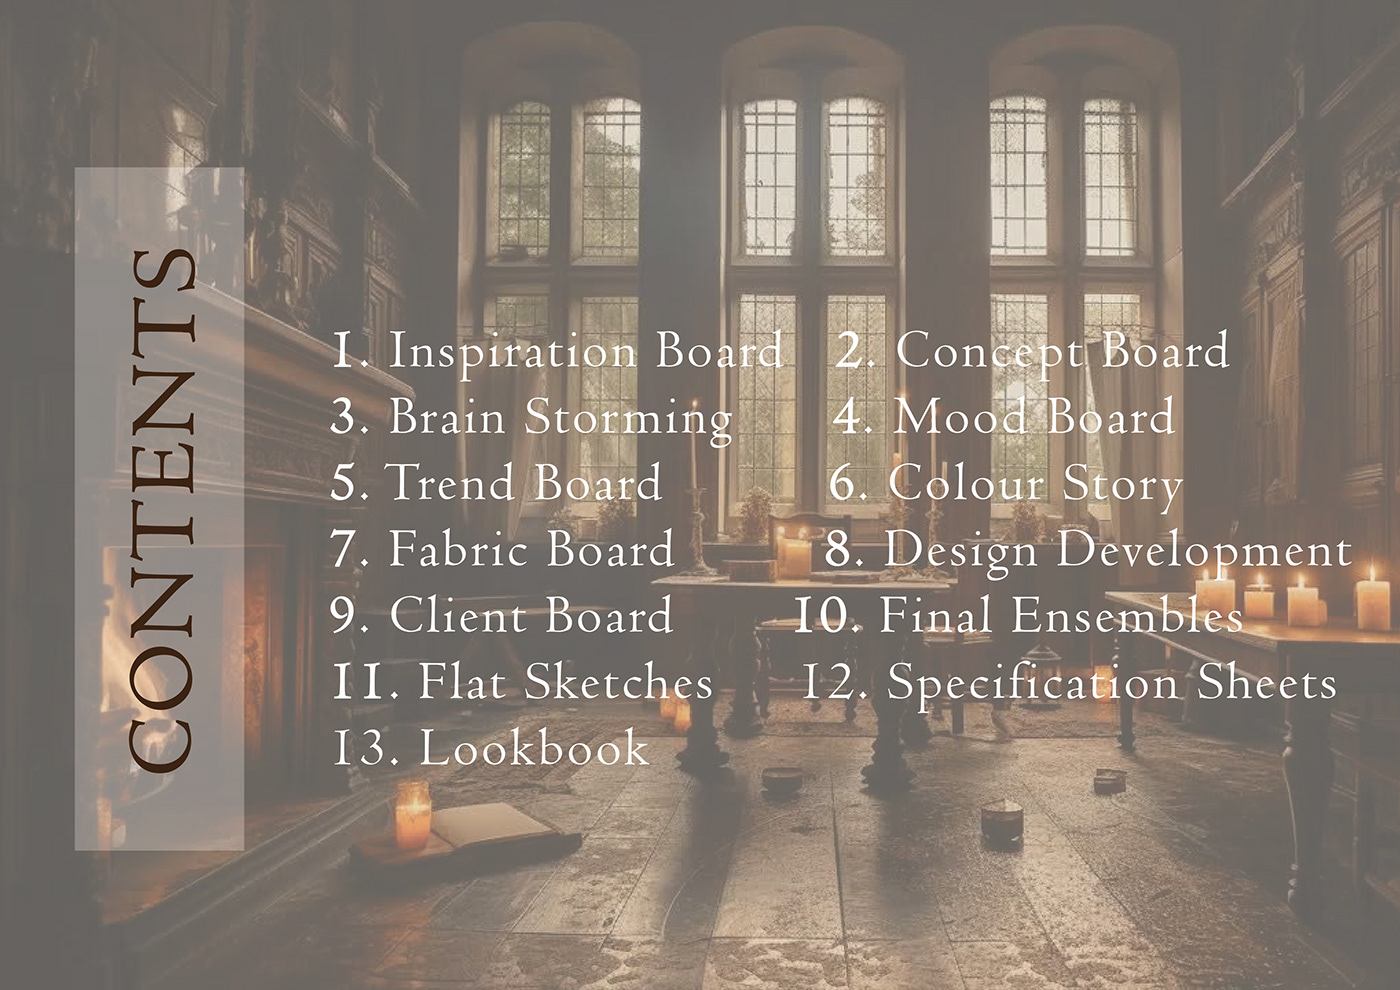 CONTENTS
1. Inspiration Board 2. Concept Board
3. Brain Storming 4. Mood Board
5. Trend Board 6. Colour Story
7. Fabric Board 8. Design Development
9. Client Board 10. Final Ensembles
11. Flat Sketches 12. Specification Sheets
13. Lookbook